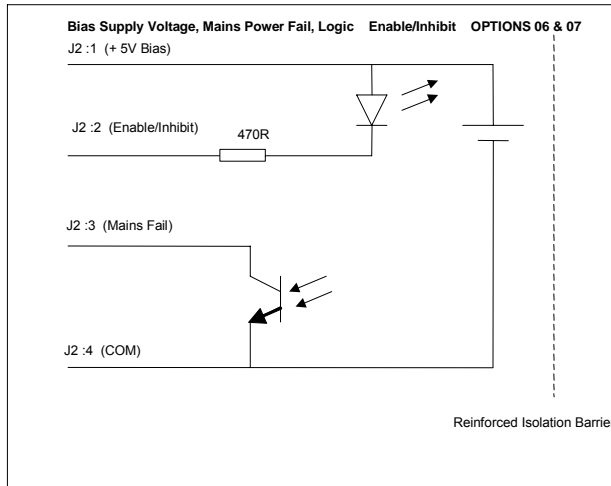 Bias Supply Voltage, Mains Power Fail, Logic Enable/Inhibit OPTIONS 06 & 07
J2 :1 (+ 5V Bias)
J2 :2 (Enable/Inhibit)
470R
J2 :3 (Mains Fail)
J2 :4 (COM)
Reinforced Isolation Barrie